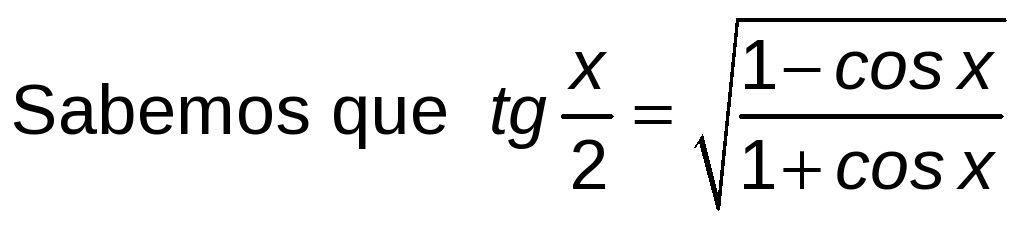 Sabemos que tg x/2 = √((1 − cos x)/(1 + cos x))